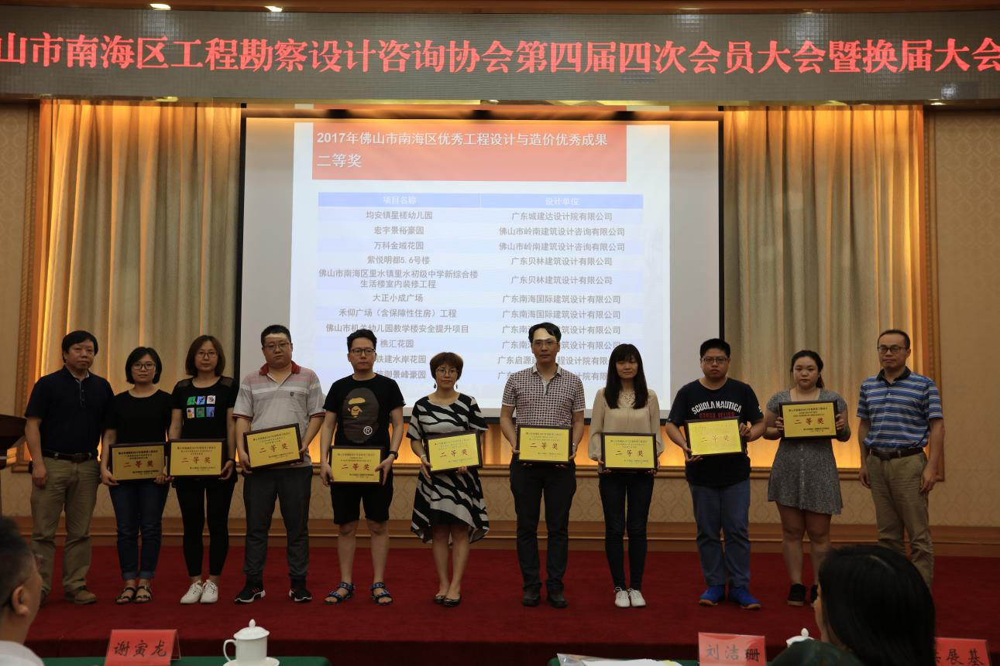 山市南海区工程勘察设计咨询协会第四届四次会员大会暨换届大会
2017年佛山市南海区优秀工程设计与造价优秀成果
二等奖
项目名称 设计单位
均安镇星槎幼儿园 广东城建达设计院有限公司
宏宇景裕豪园 佛山市岭南建筑设计咨询有限公司
万科金域花园 佛山市岭南建筑设计咨询有限公司
紫悦明都5.6号楼 广东贝林建筑设计有限公司
佛山市南海区里水镇里水初级中学新综合楼
生活楼室内装修工程 广东贝林建筑设计有限公司
大正小成广场 广东南海国际建筑设计有限公司
禾仰广场（含保障性住房）工程 广东南海国际建筑设计有限公司
佛山市机关幼儿园教学楼安全提升项目 广东南 筑设计有限公司
樵汇花园 广东南 筑设计有限公司
铁建水岸花园 广东启源 程设计院有限
御景峰豪园 广东启源 程设计院有限
二等奖
二等奖
二等奖
二等奖
二等奖
二等奖
二等奖
二等奖
二等奖
SCUOLA NAUTICA
谢寅龙
刘洁珊
展基